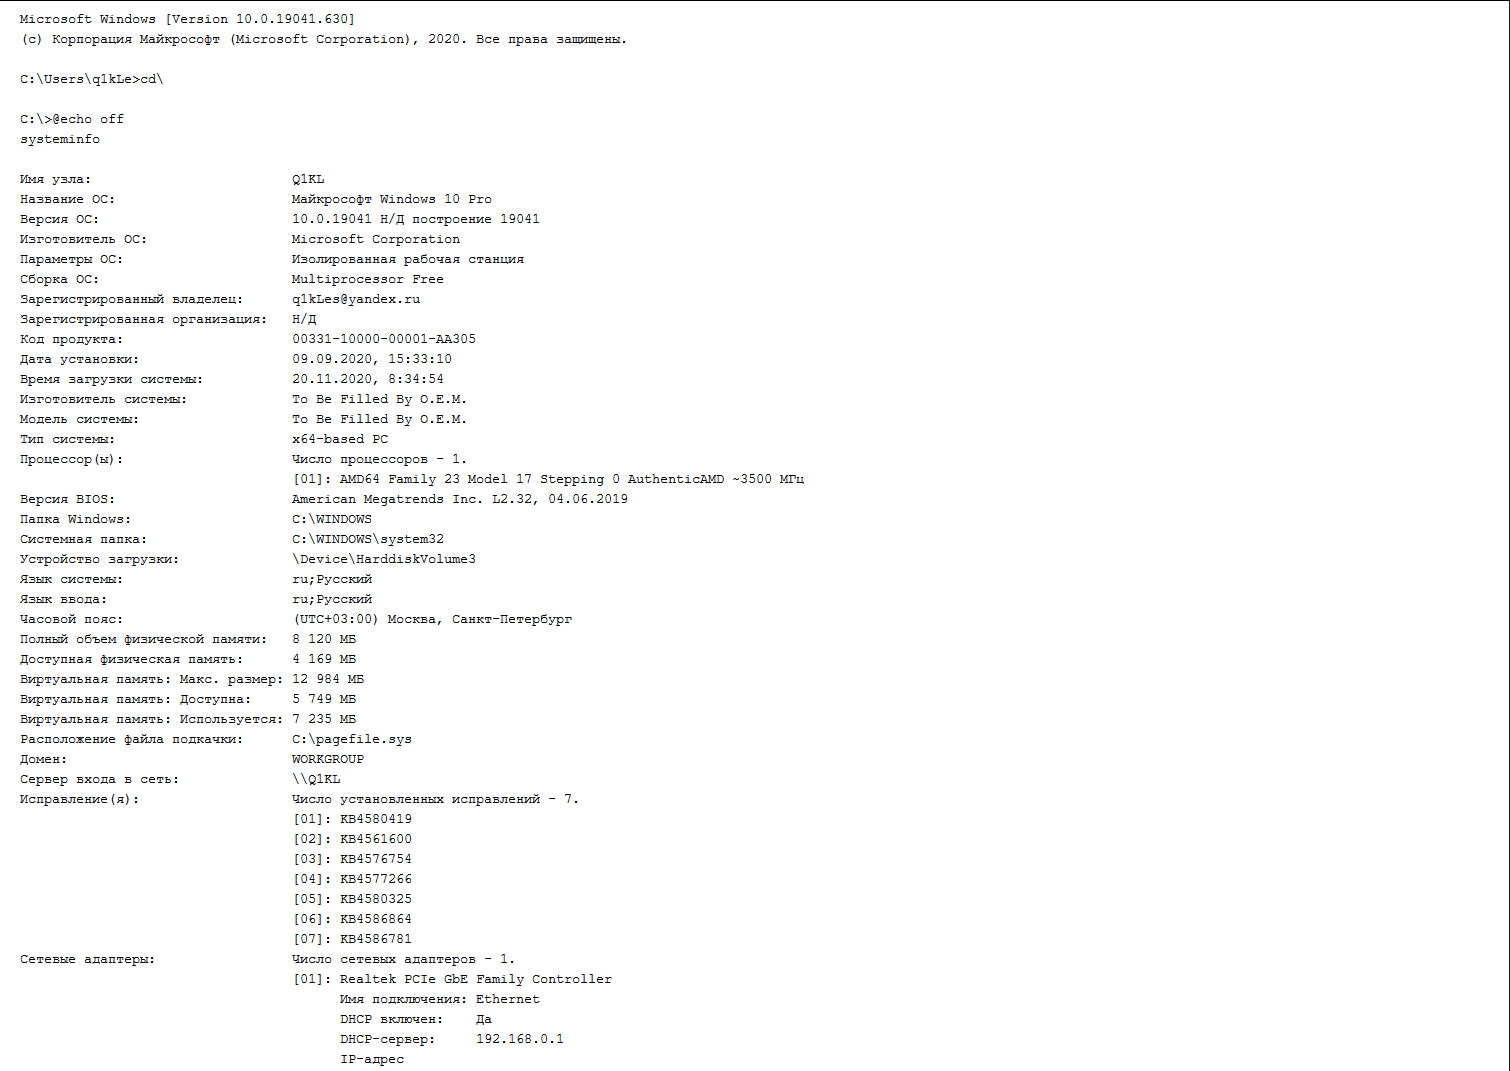 Microsoft Windows [Version 10.0.19041.630]
(c) Корпорация Майкрософт (Microsoft Corporation), 2020. Все права защищены.
C:\Users\q1kLe>cd\
C:\>@echo off
systeminfo
Имя узла: Q1KL
Название ОС: Майкрософт Windows 10 Pro
Версия ОС: 10.0.19041 Н/Д построение 19041
Изготовитель ОС: Microsoft Corporation
Параметры ОС: Изолированная рабочая станция
Сборка ОС: Multiprocessor Free
Зарегистрированный владелец: q1kLes@yandex.ru
Зарегистрированная организация: Н/Д
Код продукта: 00331-10000-00001-AA305
Дата установки: 09.09.2020, 15:33:10
Время загрузки системы: 20.11.2020, 8:34:54
Изготовитель системы: To Be Filled By O.E.M.
Модель системы: To Be Filled By O.E.M.
Тип системы: x64-based PC
Процессор(ы): Число процессоров - 1.
[01]: AMD64 Family 23 Model 17 Stepping 0 AuthenticAMD ~3500 МГц
Версия BIOS: American Megatrends Inc. L2.32, 04.06.2019
Папка Windows: C:\WINDOWS
Системная папка: C:\WINDOWS\system32
Устройство загрузки: \Device\HarddiskVolume3
Язык системы: ru;Русский
Язык ввода: ru;Русский
Часовой пояс: (UTC+03:00) Москва, Санкт-Петербург
Полный объем физической памяти: 8 120 МБ
Доступная физическая память: 4 169 МБ
Виртуальная память: Макс. размер: 12 984 МБ
Виртуальная память: Доступна: 5 749 МБ
Виртуальная память: Используется: 7 235 МБ
Расположение файла подкачки: C:\pagefile.sys
Домен: WORKGROUP
Сервер входа в сеть: \\Q1KL
Исправление(я): Число установленных исправлений - 7.
[01]: KB4580419
[02]: KB4561600
[03]: KB4576754
[04]: KB4577266
[05]: KB4580325
[06]: KB4586864
[07]: KB4586781
Сетевые адаптеры: Число сетевых адаптеров - 1.
[01]: Realtek PCIe GbE Family Controller
Имя подключения: Ethernet
DHCP включен: Да
DHCP-сервер: 192.168.0.1
IP-адрес